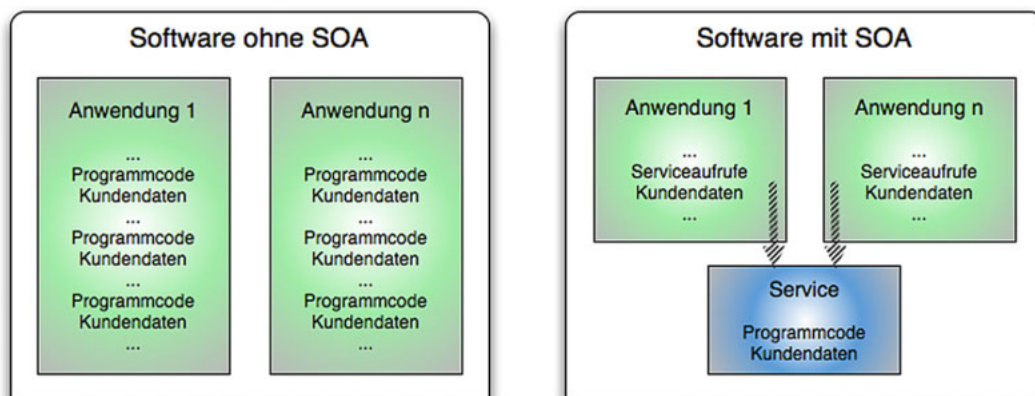 Software ohne SOA
Anwendung 1
...
Programmcode
Kundendaten
...
Programmcode
Kundendaten
...
Programmcode
Kundendaten
...
Anwendung n
...
Programmcode
Kundendaten
...
Programmcode
Kundendaten
...
Programmcode
Kundendaten
...
Software mit SOA
Anwendung 1
...
Serviceaufrufe
Kundendaten
...
Anwendung n
...
Serviceaufrufe
Kundendaten
...
Service
Programmcode
Kundendaten